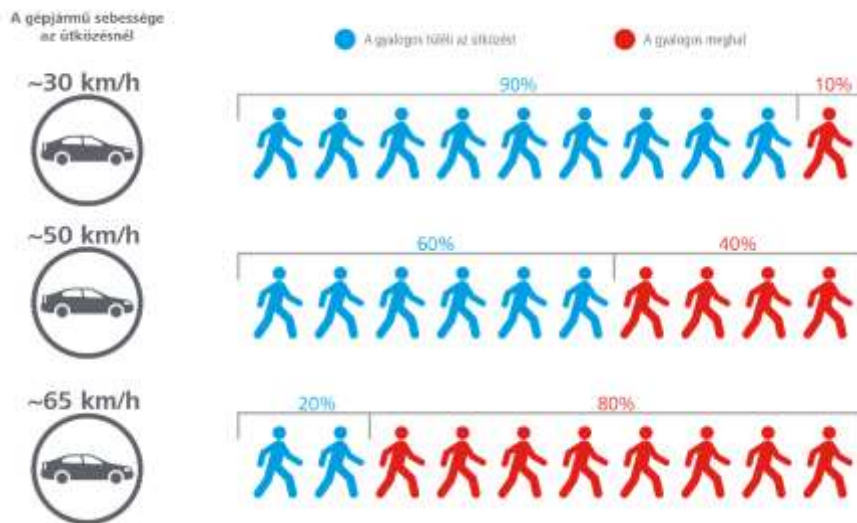 A gépjármű sebessége
az ütközésnél
A gyalogos túléli az ütközést
A gyalogos meghal
~30 km/h
90%
10%
~50 km/h
60%
40%
~65 km/h
20%
80%